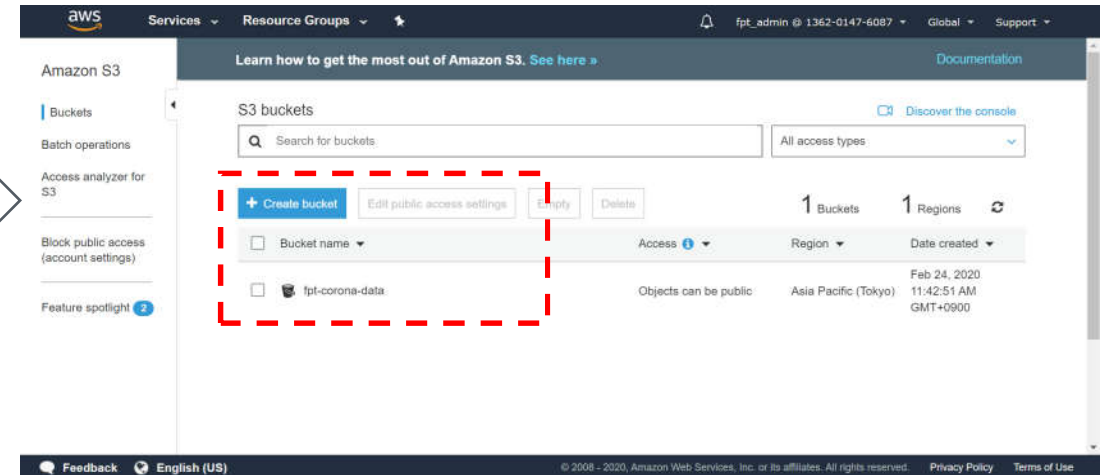 aws Services Resource Groups fpt_admin @ 1362-0147-6087 Global Support
Amazon S3
Buckets
Batch operations
Access analyzer for
S3
Block public access
(account settings)
Feature spotlight 2
Learn how to get the most out of Amazon S3. See here » Documentation
S3 buckets Discover the console
Search for buckets All access types
+ Create bucket Edit public access settings Empty Delete 1 Buckets 1 Regions
Bucket name Access Region Date created
fpt-corona-data Objects can be public Asia Pacific (Tokyo) Feb 24, 2020
11:42:51 AM
GMT+0900
Feedback English (US) © 2008 - 2020, Amazon Web Services, Inc. or its affiliates. All rights reserved. Privacy Policy Terms of Use